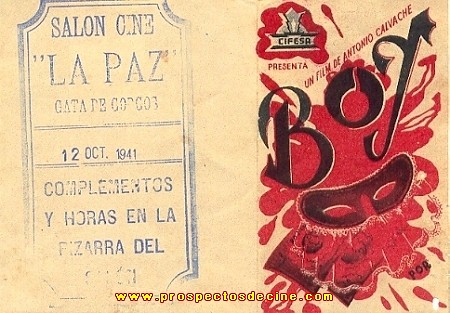 SALON CINE
"LA PAZ"
GATA DE GORGOS
12 OCT. 1941
COMPLEMENTOS
Y HORAS EN LA
PIZARRA DEL
CIFESA
PRESENTA
UN FILM DE ANTONIO CALVACHE
BOY
POR
www.prospectosdecine.com